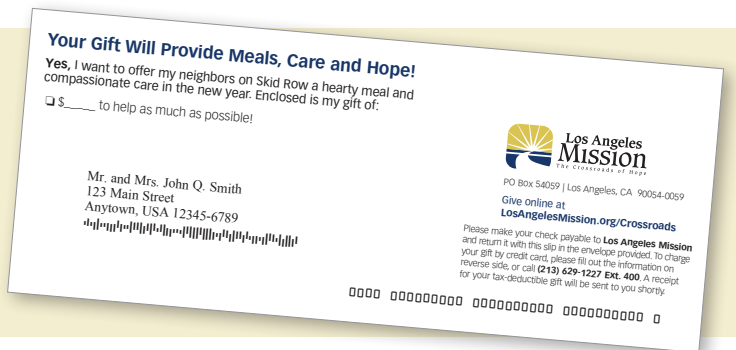 Your Gift Will Provide Meals, Care and Hope!
Yes, I want to offer my neighbors on Skid Row a hearty meal and
compassionate care in the new year. Enclosed is my gift of:
❏ $_____ to help as much as possible!
Mr. and Mrs. John Q. Smith
123 Main Street
Anytown, USA 12345-6789
Los Angeles
Mission
The Crossroads of Hope
PO Box 54059 | Los Angeles, CA 90054-0059
Give online at
LosAngelesMission.org/Crossroads
Please make your check payable to Los Angeles Mission
and return it with this slip in the envelope provided. To charge
your gift by credit card, please fill out the information on
reverse side, or call (213) 629-1227 Ext. 400. A receipt
for your tax-deductible gift will be sent to you shortly.